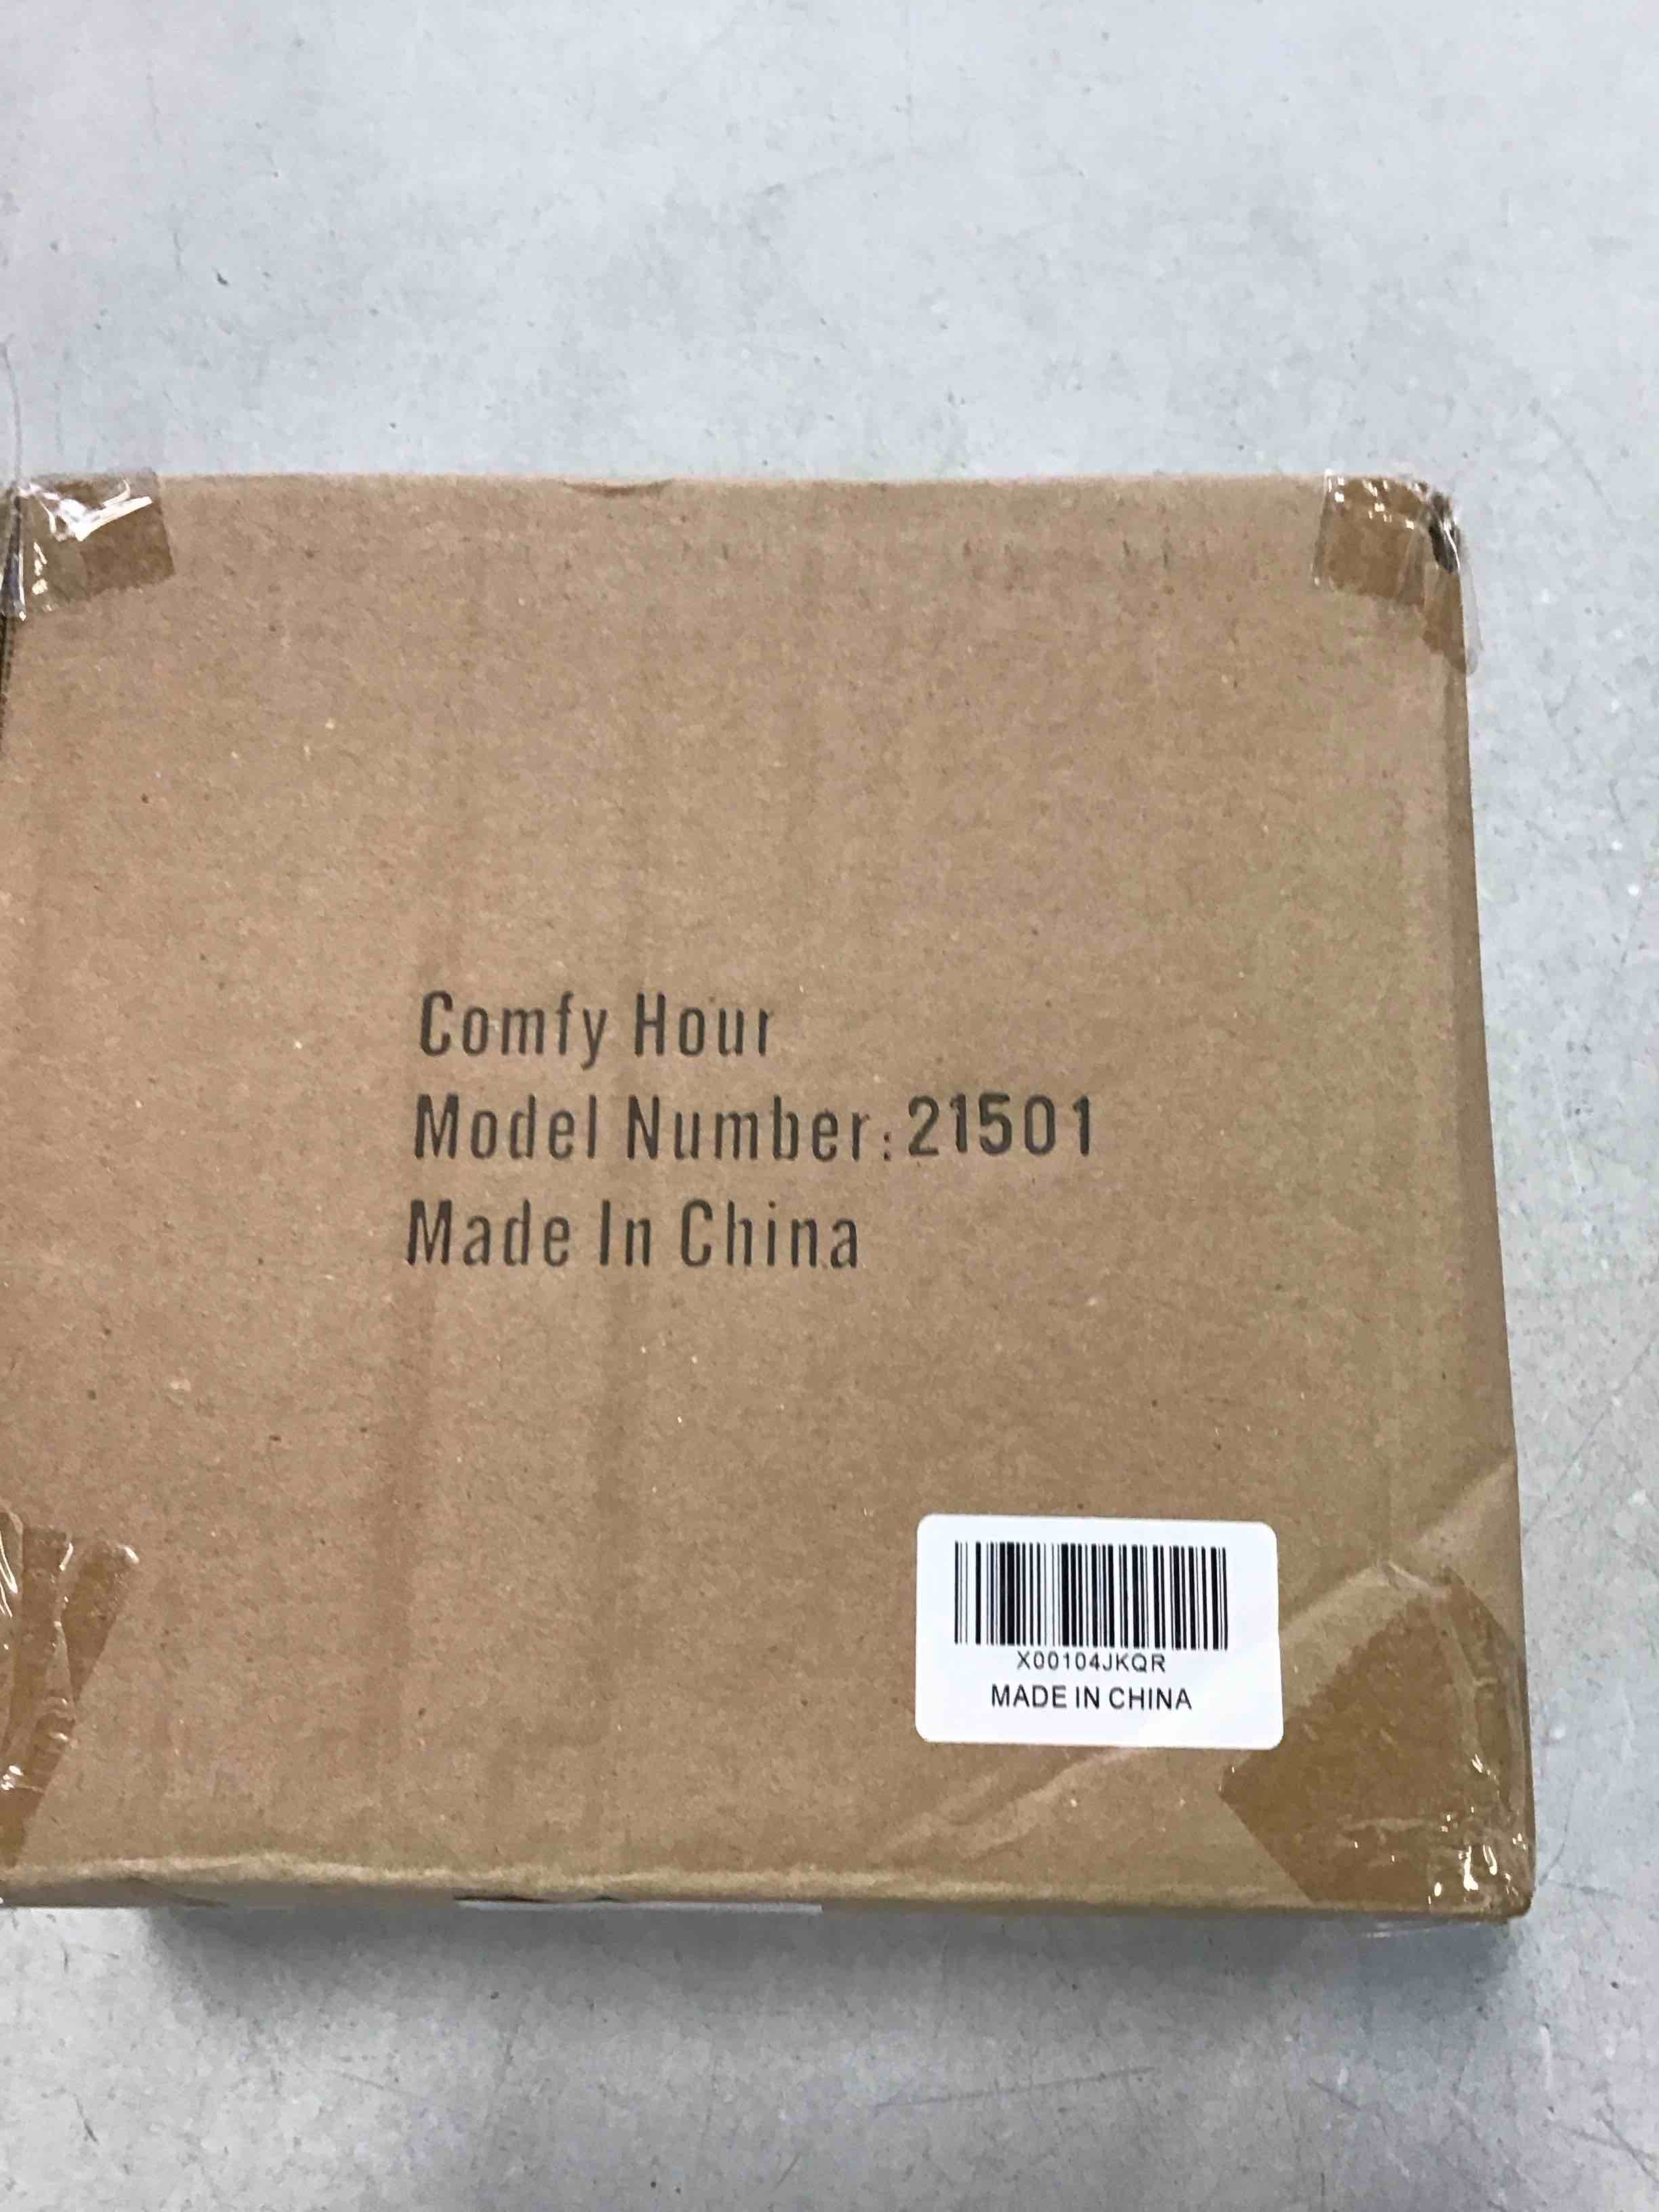 Comfy Hour
Model Number:21501
Made In China
X00104JKQR
MADE IN CHINA